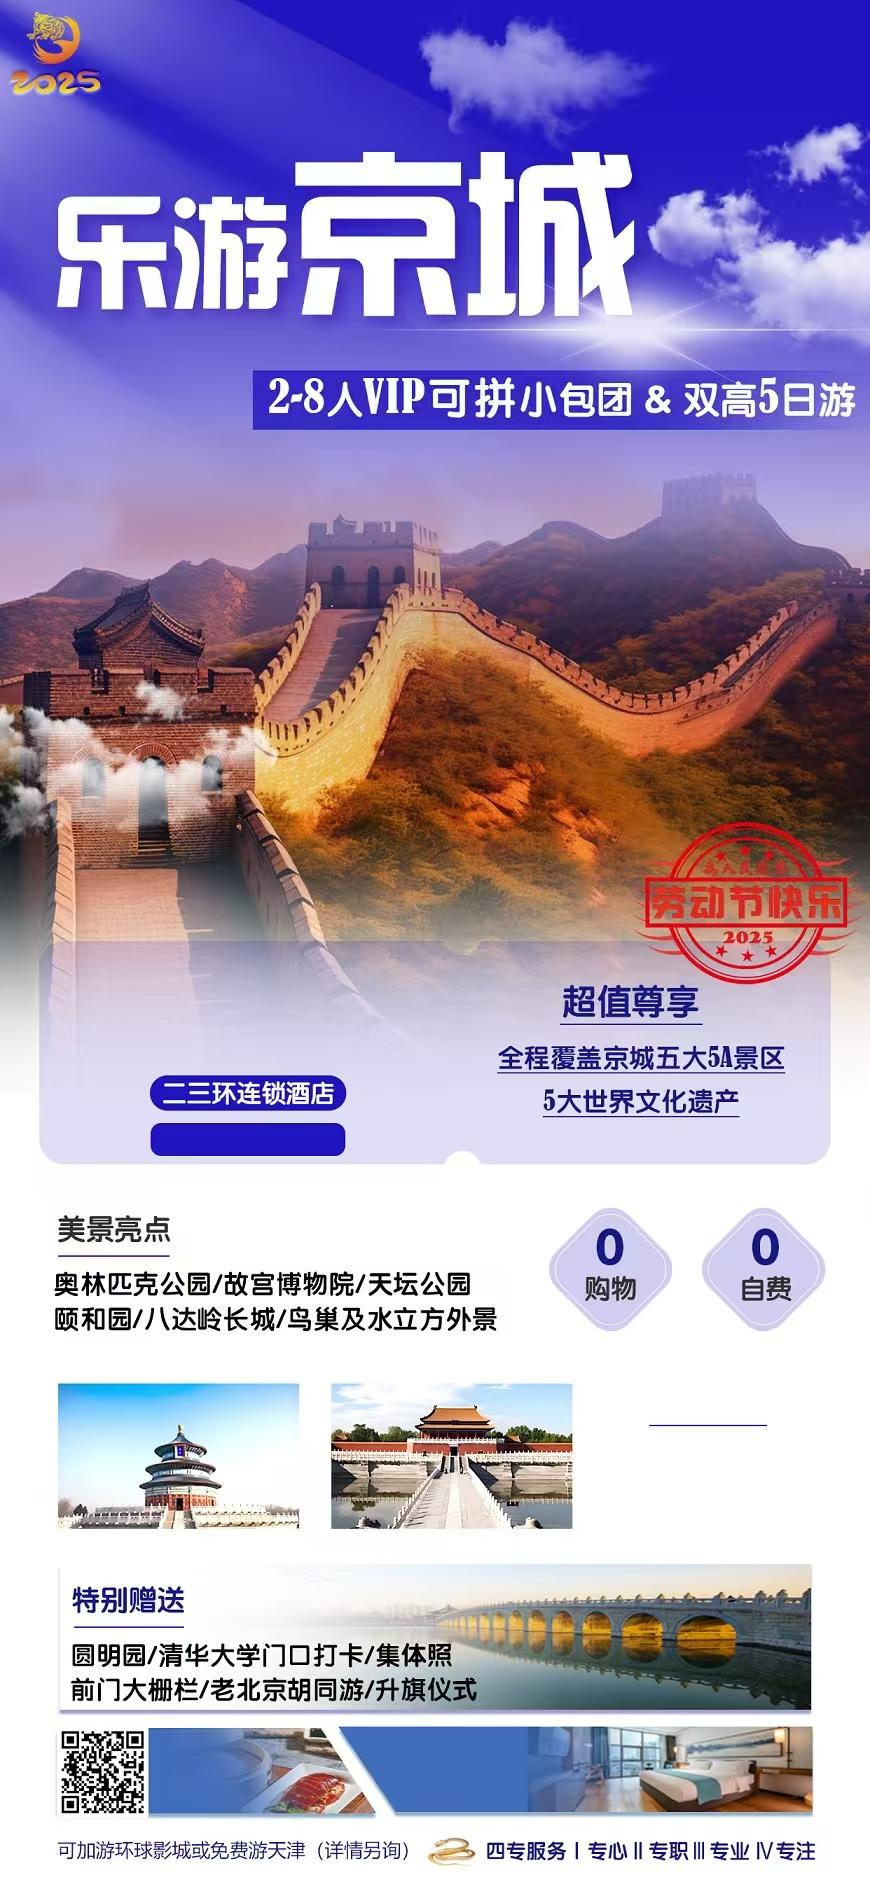 2025
乐游京城
2-8人VIP可拼小包团 & 双高5日游
劳动节快乐
2025
超值尊享
全程覆盖京城五大5A景区
5大世界文化遗产
二三环连锁酒店
美景亮点
奥林匹克公园/故宫博物院/天坛公园
颐和园/八达岭长城/鸟巢及水立方外景
0
购物
0
自费
特别赠送
圆明园/清华大学门口打卡/集体照
前门大栅栏/老北京胡同游/升旗仪式
可加游环球影城或免费游天津（详情另询）
四专服务Ⅰ专心Ⅱ专职Ⅲ专业Ⅳ专注